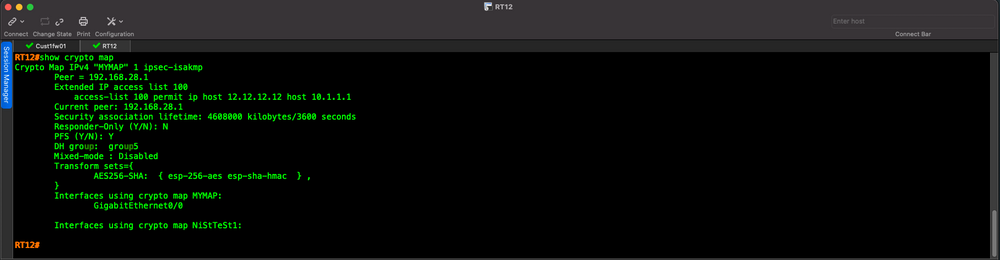 RT12
Connect Change State Print Configuration
Enter host
Connect Bar
Cust1fw01 RT12
Session Manager
RT12#show crypto map
Crypto Map IPv4 "MYMAP" 1 ipsec-isakmp
Peer = 192.168.28.1
Extended IP access list 100
access-list 100 permit ip host 12.12.12.12 host 10.1.1.1
Current peer: 192.168.28.1
Security association lifetime: 4608000 kilobytes/3600 seconds
Responder-Only (Y/N): N
PFS (Y/N): Y
DH group:  group5
Mixed-mode : Disabled
Transform sets={
AES256-SHA:  { esp-256-aes esp-sha-hmac  } ,
}
Interfaces using crypto map MYMAP:
GigabitEthernet0/0
Interfaces using crypto map NiStTeSt1:
RT12#